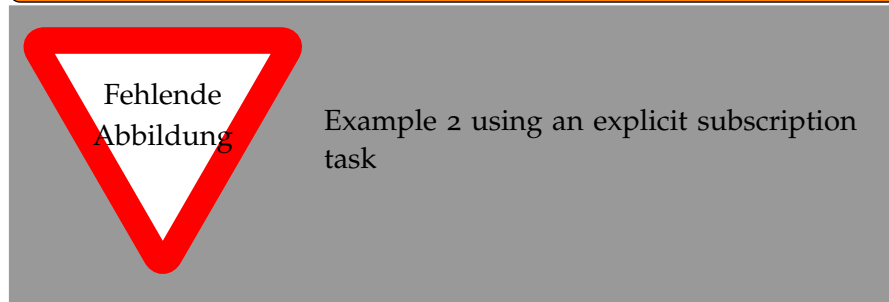 Fehlende
Abbildung
Example 2 using an explicit subscription
task